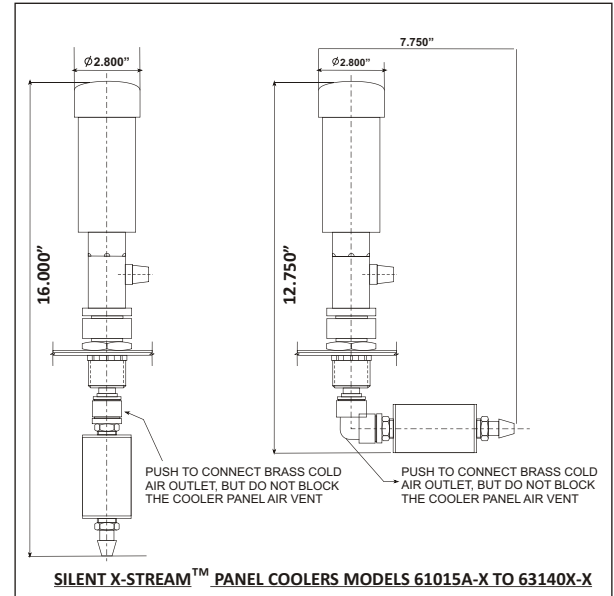 Ø2.800”
16.000”
PUSH TO CONNECT BRASS COLD
AIR OUTLET, BUT DO NOT BLOCK
THE COOLER PANEL AIR VENT
7.750”
Ø2.800”
12.750”
PUSH TO CONNECT BRASS COLD
AIR OUTLET, BUT DO NOT BLOCK
THE COOLER PANEL AIR VENT
SILENT X-STREAM™ PANEL COOLERS MODELS 61015A-X TO 63140X-X